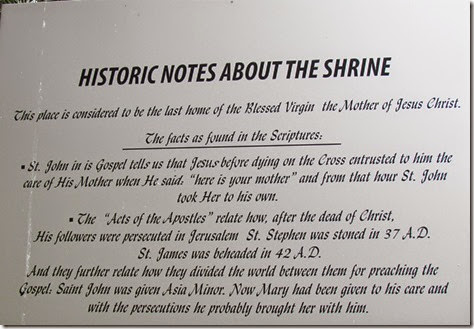 HISTORIC NOTES ABOUT THE SHRINE
This place is considered to be the last home of the Blessed Virgin the Mother of Jesus Christ.
The facts as found in the Scriptures:
▪ St. John in is Gospel tells us that Jesus before dying on the Cross entrusted to him the
care of His Mother when He said: "here is your mother" and from that hour St. John
took Her to his own.
▪ The "Acts of the Apostles" relate how, after the dead of Christ,
His followers were persecuted in Jerusalem St. Stephen was stoned in 37 A.D.
St. James was beheaded in 42 A.D.
And they further relate how they divided the world between them for preaching the
Gospel: Saint John was given Asia Minor. Now Mary had been given to his care and
with the persecutions he probably brought her with him.